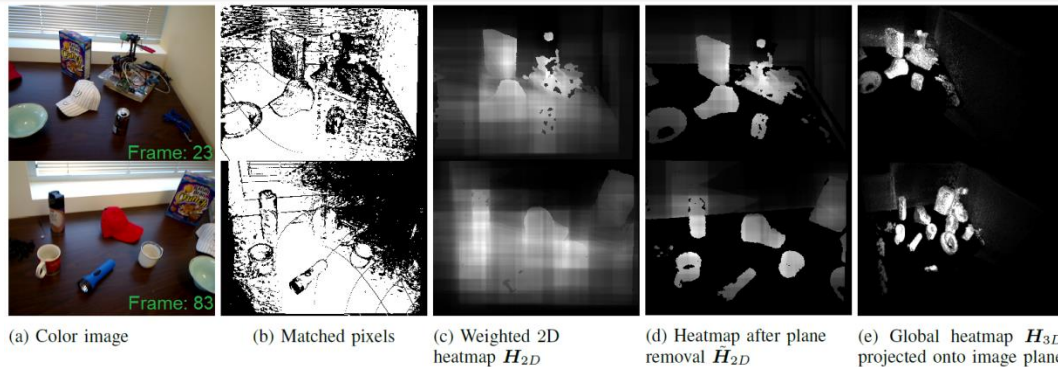 Frame: 23
Frame: 83
(a) Color image
(b) Matched pixels
(c) Weighted 2D
heatmap H2D
(d) Heatmap after plane
removal H̃2D
(e) Global heatmap H3D
projected onto image plane